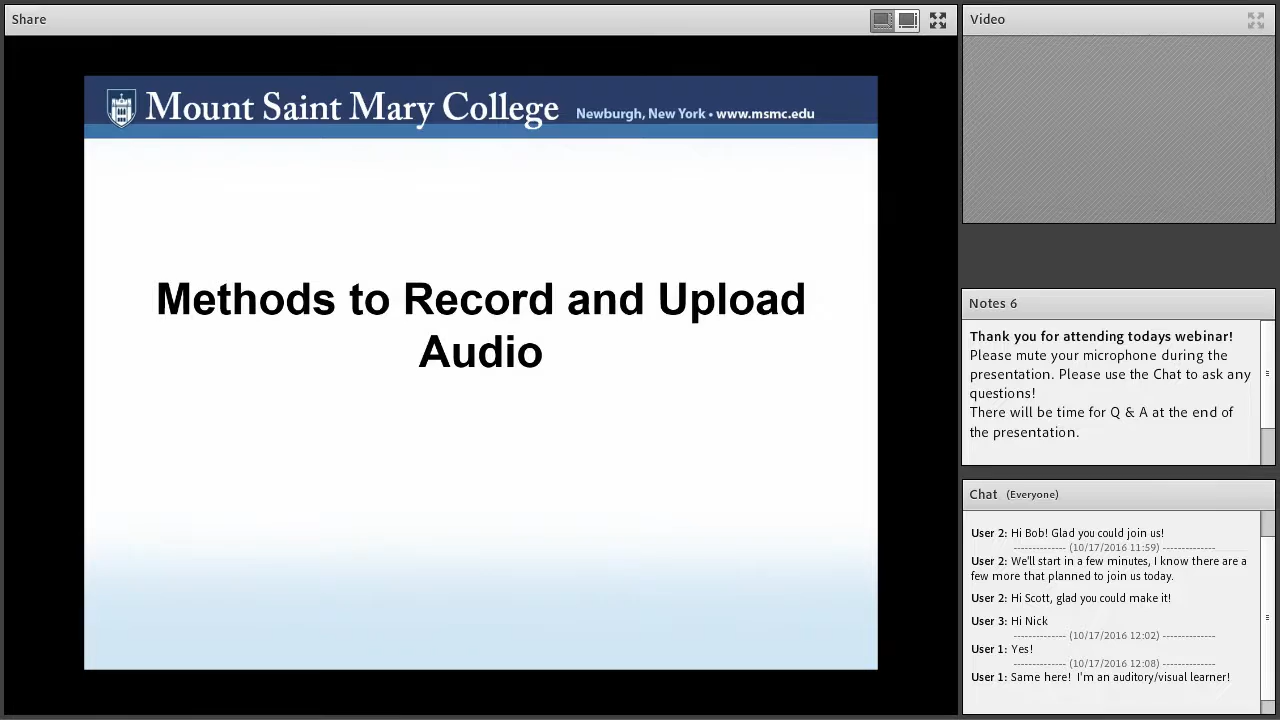 Share
Mount Saint Mary College Newburgh, New York • www.msmc.edu
Methods to Record and Upload
Audio
Video
Notes 6
Thank you for attending todays webinar!
Please mute your microphone during the
presentation. Please use the Chat to ask any
questions!
There will be time for Q & A at the end of
the presentation.
Chat (Everyone)
User 2: Hi Bob! Glad you could join us!
-------------- (10/17/2016 11:59) --------------
User 2: We'll start in a few minutes, I know there are a
few more that planned to join us today.
User 2: Hi Scott, glad you could make it!
User 3: Hi Nick
-------------- (10/17/2016 12:02) --------------
User 1: Yes!
-------------- (10/17/2016 12:08) --------------
User 1: Same here!  I'm an auditory/visual learner!